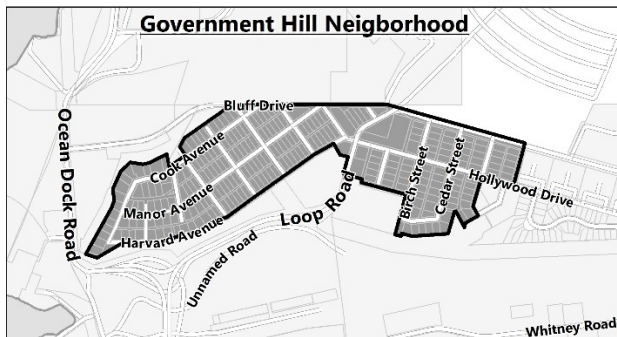 Government Hill Neigborhood
Bluff Drive
Ocean Dock Road
Cook Avenue
Birch Street
Cedar Street
Hollywood Drive
Manor Avenue
Loop Road
Harvard Avenue
Unnamed Road
Whitney Road